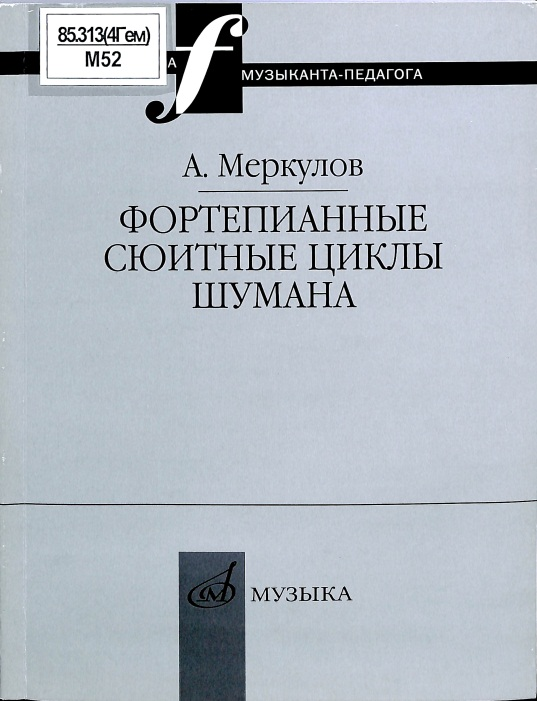 85.313(4Гем)
М52
А
МУЗЫКАНТА-ПЕДАГОГА
А. Меркулов
ФОРТЕПИАННЫЕ
СЮИТНЫЕ ЦИКЛЫ
ШУМАНА
М
МУЗЫКА